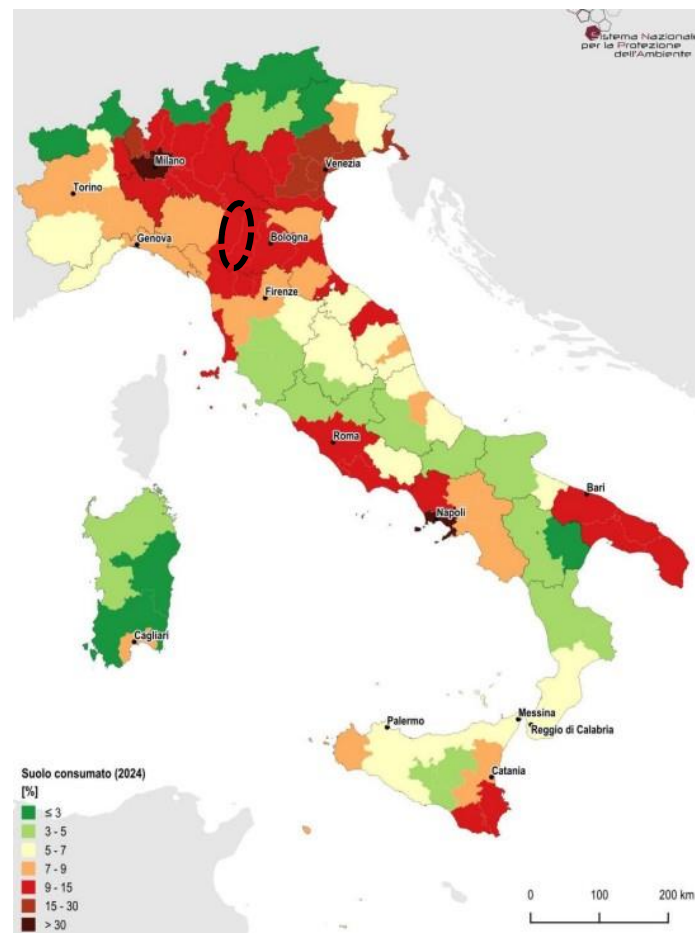 Sistema Nazionale
per la Protezione
dell'Ambiente
Milano
Venezia
Torino
Genova
Bologna
Firenze
Roma
Bari
Napoli
Cagliari
Messina
Palermo
Reggio di Calabria
Catania
Suolo consumato (2024)
[%]
≤ 3
3 - 5
5 - 7
7 - 9
9 - 15
15 - 30
> 30
0 100 200 km